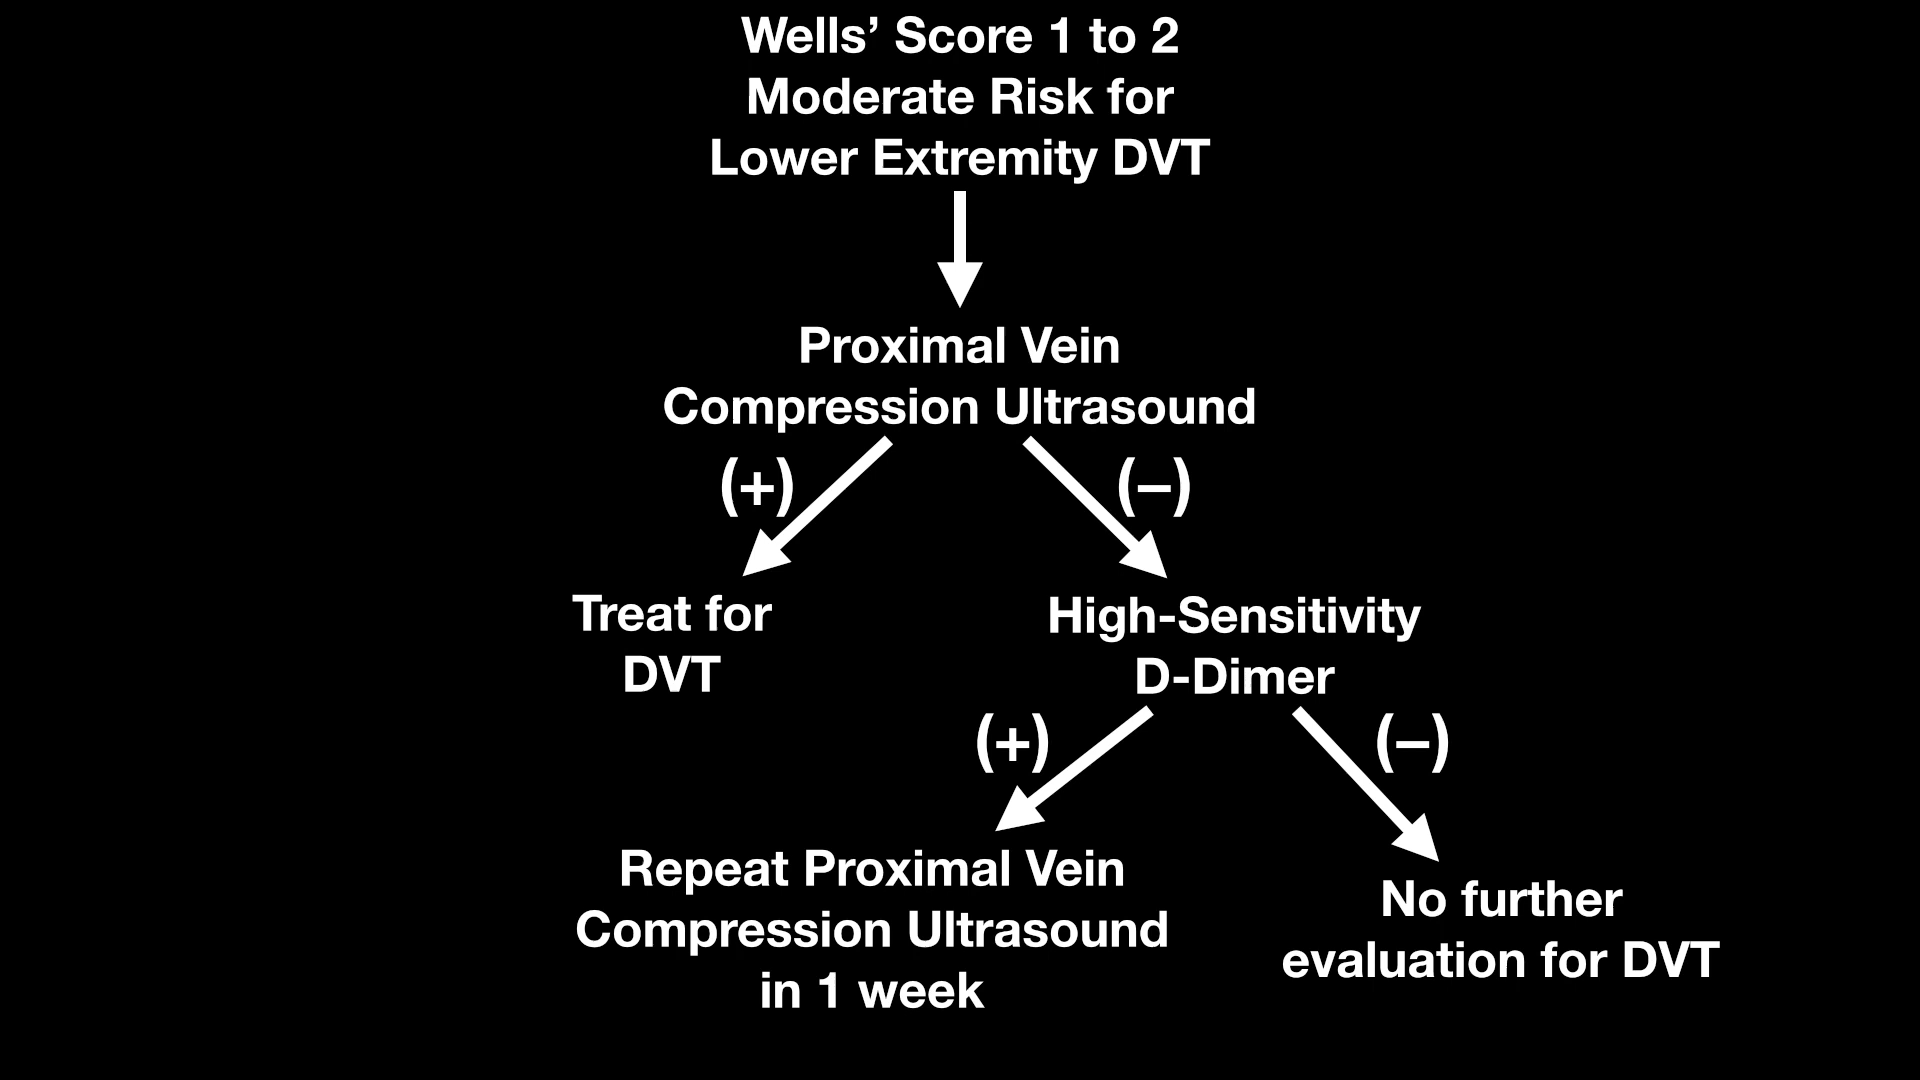 Wells’ Score 1 to 2
Moderate Risk for
Lower Extremity DVT
Proximal Vein
Compression Ultrasound
(+)
(–)
Treat for
DVT
High-Sensitivity
D-Dimer
(+)
(–)
Repeat Proximal Vein
Compression Ultrasound
in 1 week
No further
evaluation for DVT